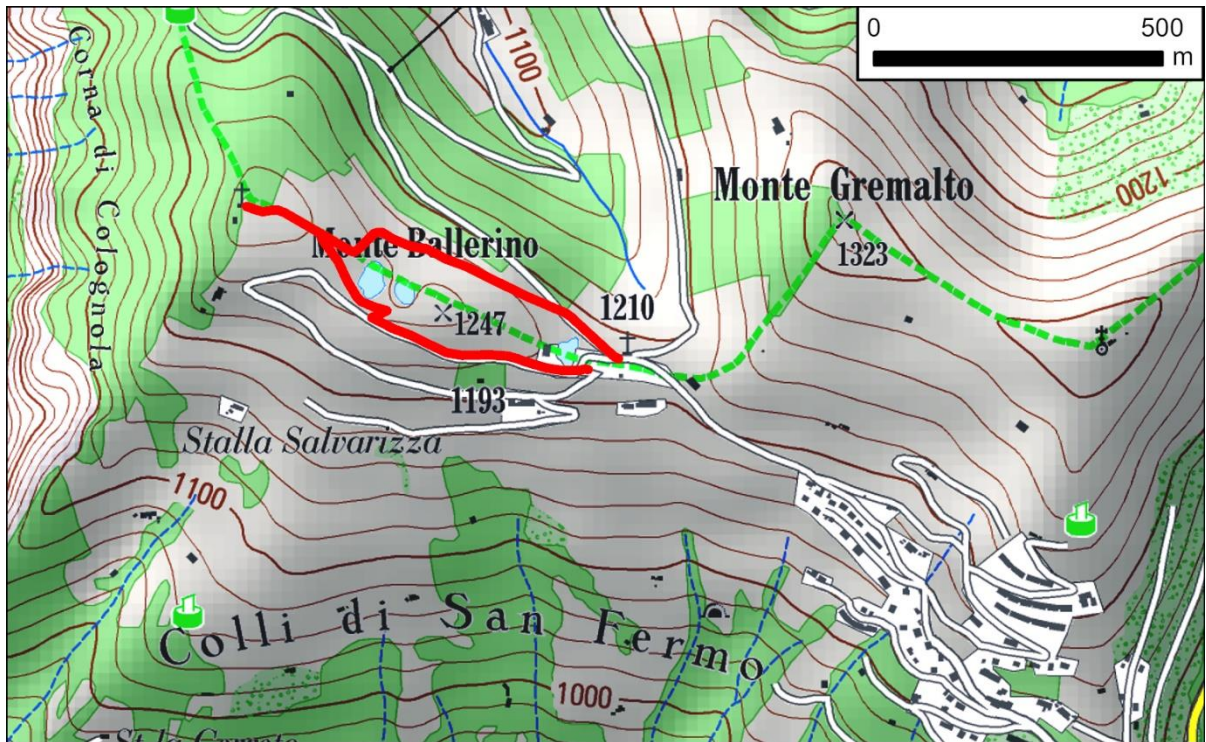 0 500
m
1100
Corna di Colognola
Monte Gremalto
1200
Monte Ballerino
1323
1210
1247
1193
Stalla Salvarizza
1100
Colli di San Fermo
1000